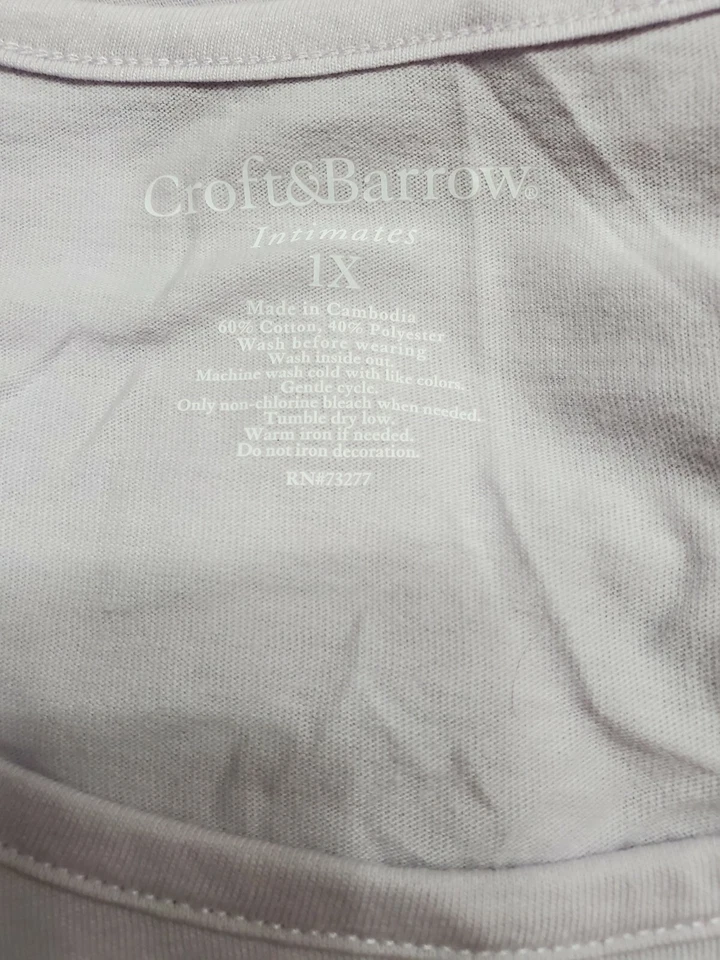 Croft&Barrow®
Intimates
1X
Made in Cambodia
60% Cotton, 40% Polyester
Wash before wearing
Wash inside out.
Machine wash cold with like colors.
Gentle cycle.
Only non-chlorine bleach when needed.
Tumble dry low.
Warm iron if needed.
Do not iron decoration.
RN#73277